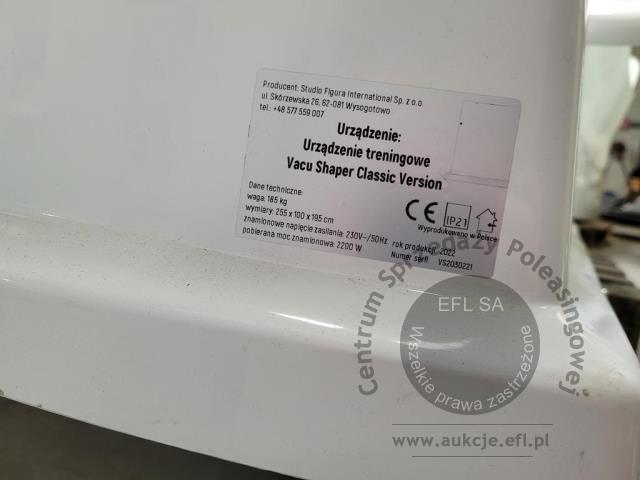 Producent: Studio Figura International Sp. z o.o.
ul. Skórzewska 26, 62-081 Wysogotowo
tel.: +48 577 559 007
Urządzenie:
Urządzenie treningowe
Vacu Shaper Classic Version
Dane techniczne:
waga: 185 kg
wymiary: 255 x 100 x 195 cm
znamionowe napięcie zasilania: 230V~/50Hz
pobierana moc znamionowa: 2200 W
CE
IP21
Wyprodukowano w Polsce
rok produkcji: 2022
Numer serii: VS2030221
Centrum Sprzedaży Poleasingowej
EFL SA
Wszelkie prawa zastrzeżone
www.aukcje.efl.pl